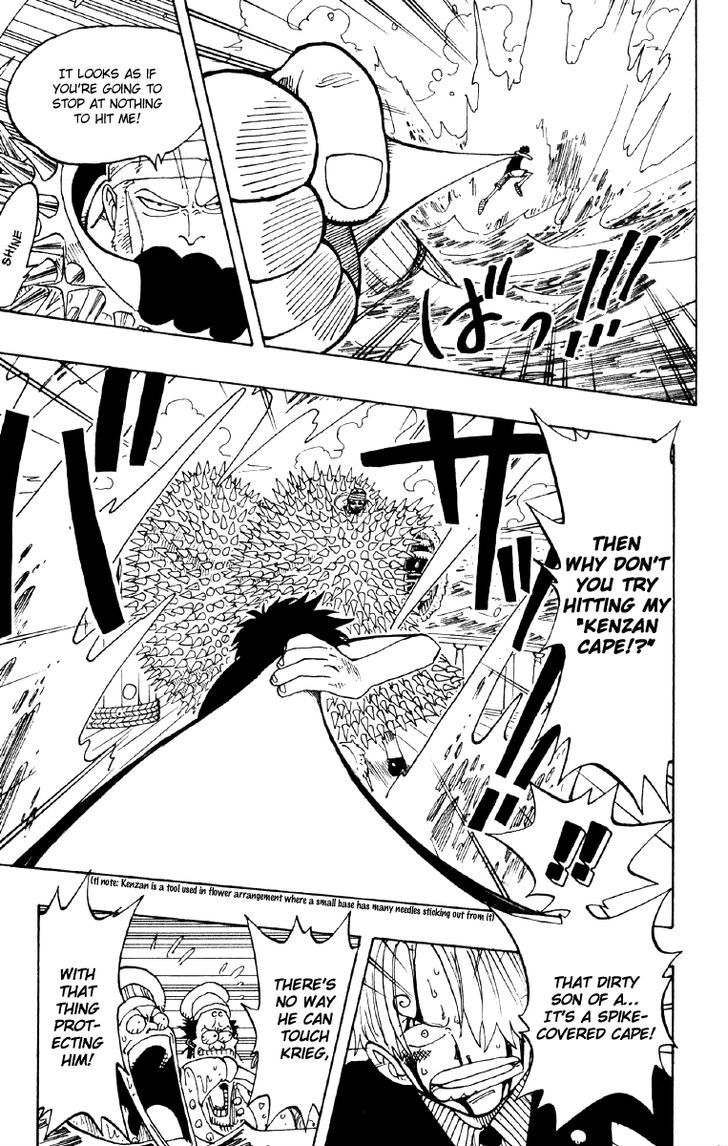 ばっ!!!
IT LOOKS AS IF
YOU'RE GOING TO
STOP AT NOTHING
TO HIT ME!
SHINE
THEN
WHY DON'T
YOU TRY
HITTING MY
"KENZAN
CAPE!?"
!!
(t) note: Kenzan is a tool used in flower arrangement where a small base has many needles sticking out from it)
THAT DIRTY
SON OF A...
IT'S A SPIKE-
COVERED CAPE!
THERE'S
NO WAY
HE CAN
TOUCH
KRIEG,
WITH
THAT
THING
PROT-
ECTING
HIM!